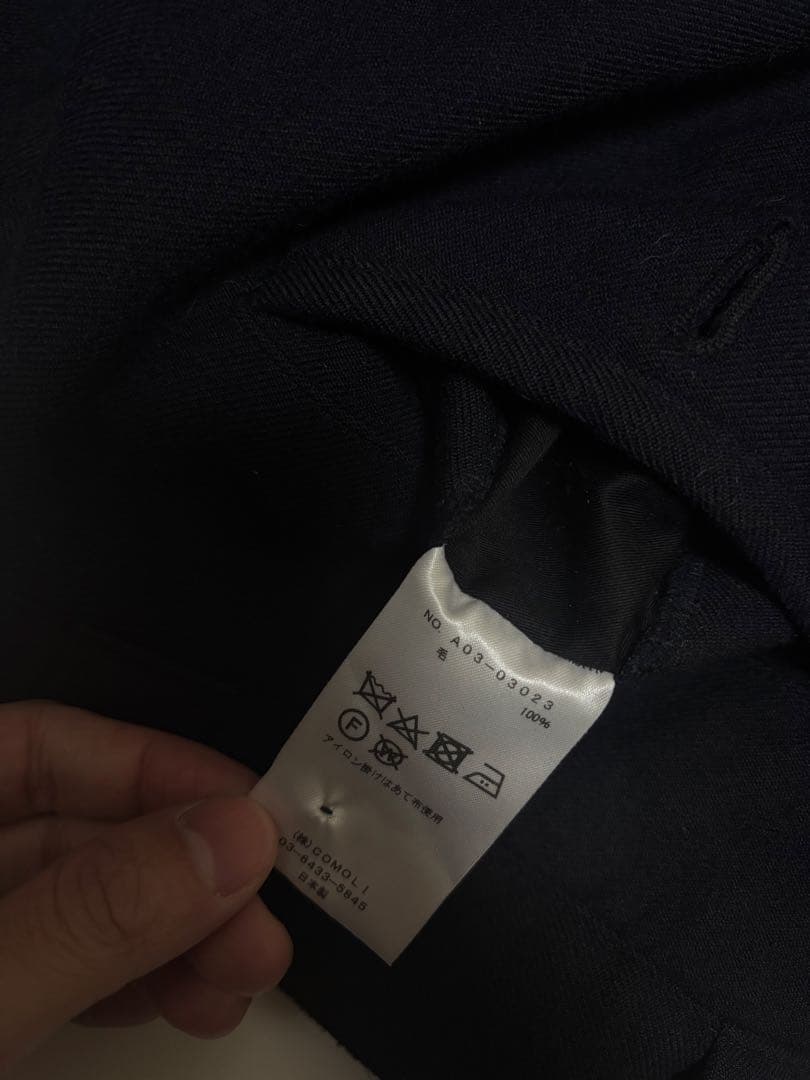 NO. A03-03023
毛 100%
F W
アイロン掛けはあて布使用
(株)COMOLI
03-6433-5845
日本製